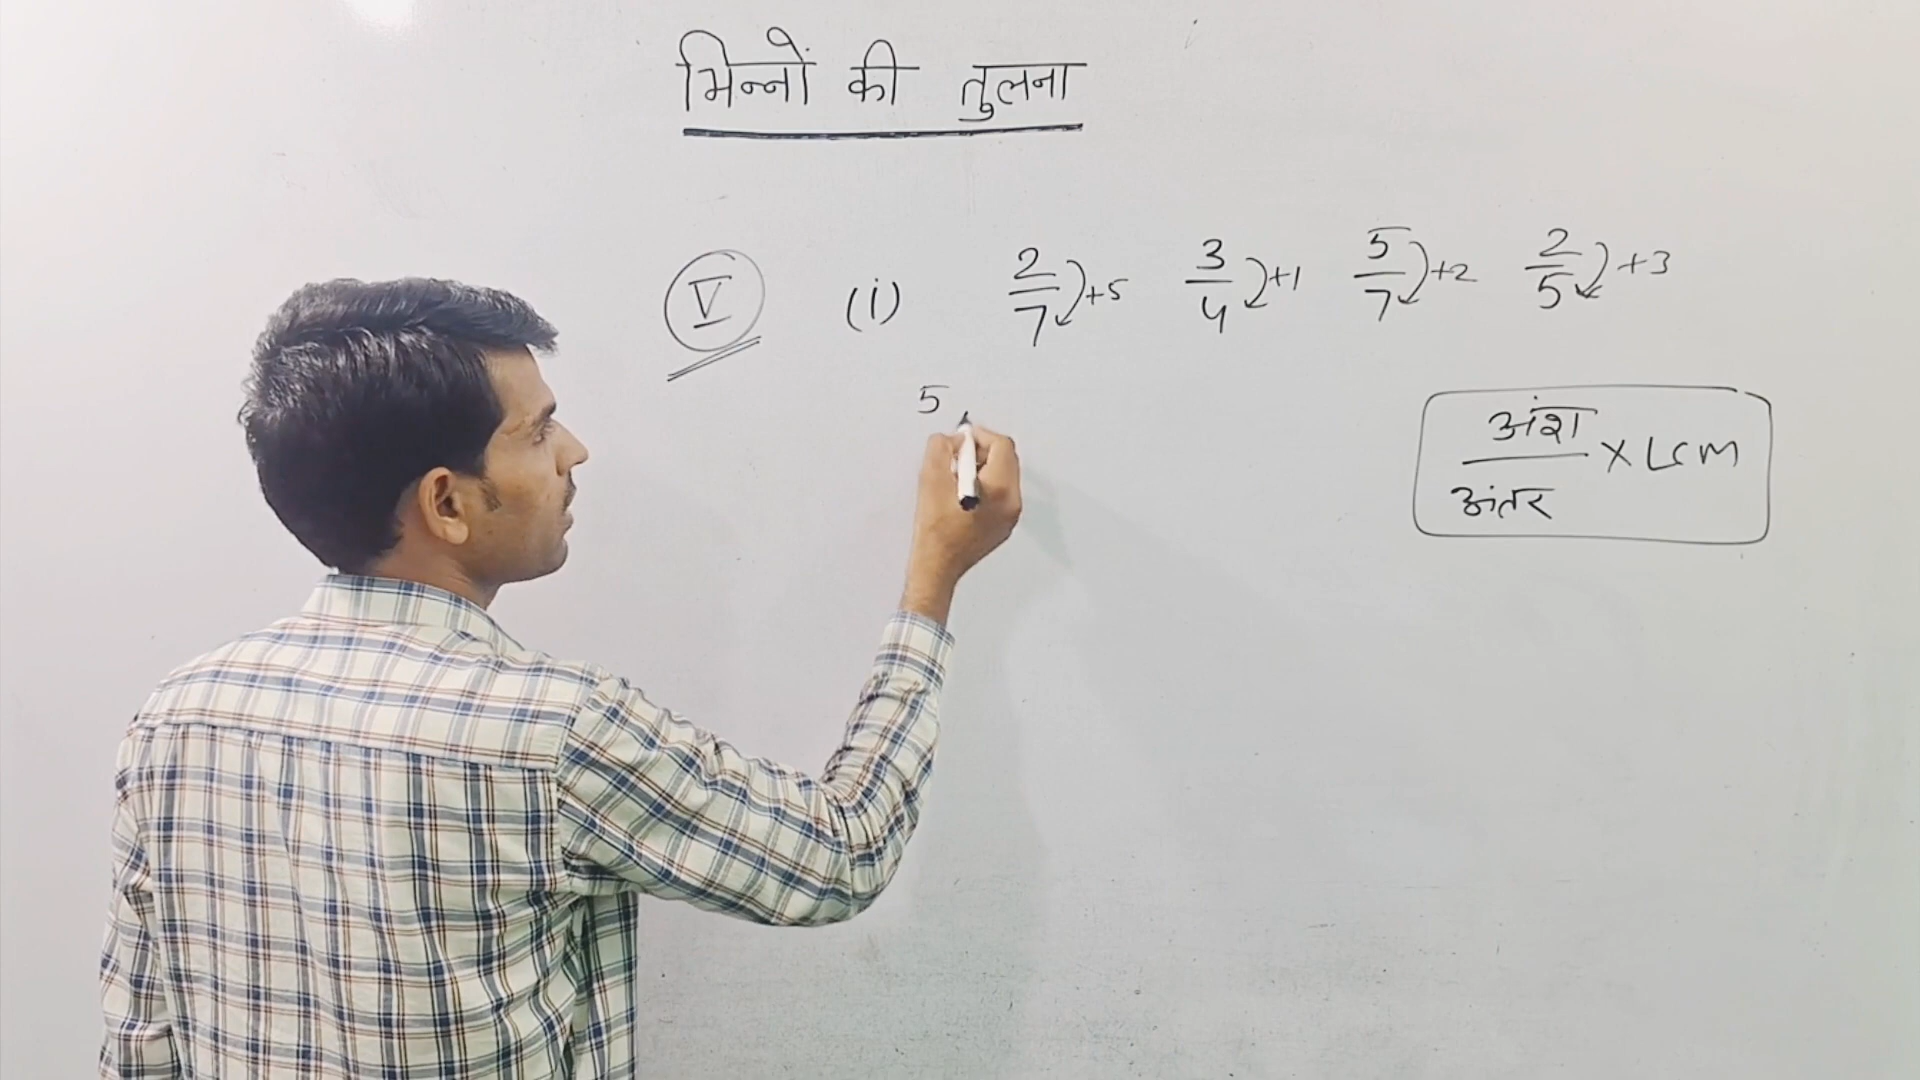 भिन्नों की तुलना
V (i) 2/7 +5 3/4 +1 5/7 +2 2/5 +3
5
अंश/अंतर × Lcm